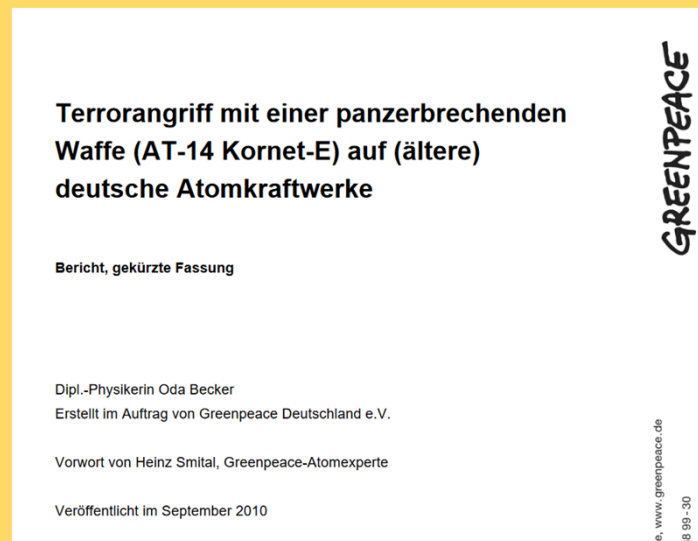 GREENPEACE
Terrorangriff mit einer panzerbrechenden
Waffe (AT-14 Kornet-E) auf (ältere)
deutsche Atomkraftwerke
Bericht, gekürzte Fassung
Dipl.-Physikerin Oda Becker
Erstellt im Auftrag von Greenpeace Deutschland e.V.
Vorwort von Heinz Smital, Greenpeace-Atomexperte
Veröffentlicht im September 2010
www.greenpeace.de
99 - 30